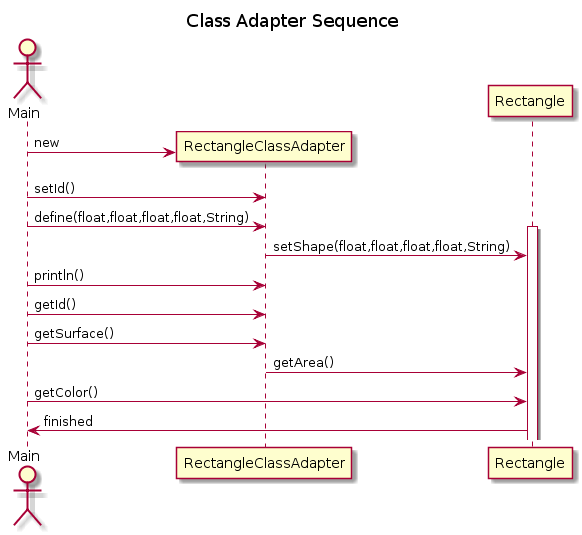 Class Adapter Sequence
Main
Rectangle
new
RectangleClassAdapter
setId()
define(float,float,float,float,String)
setShape(float,float,float,float,String)
println()
getId()
getSurface()
getArea()
getColor()
finished
Main
RectangleClassAdapter
Rectangle